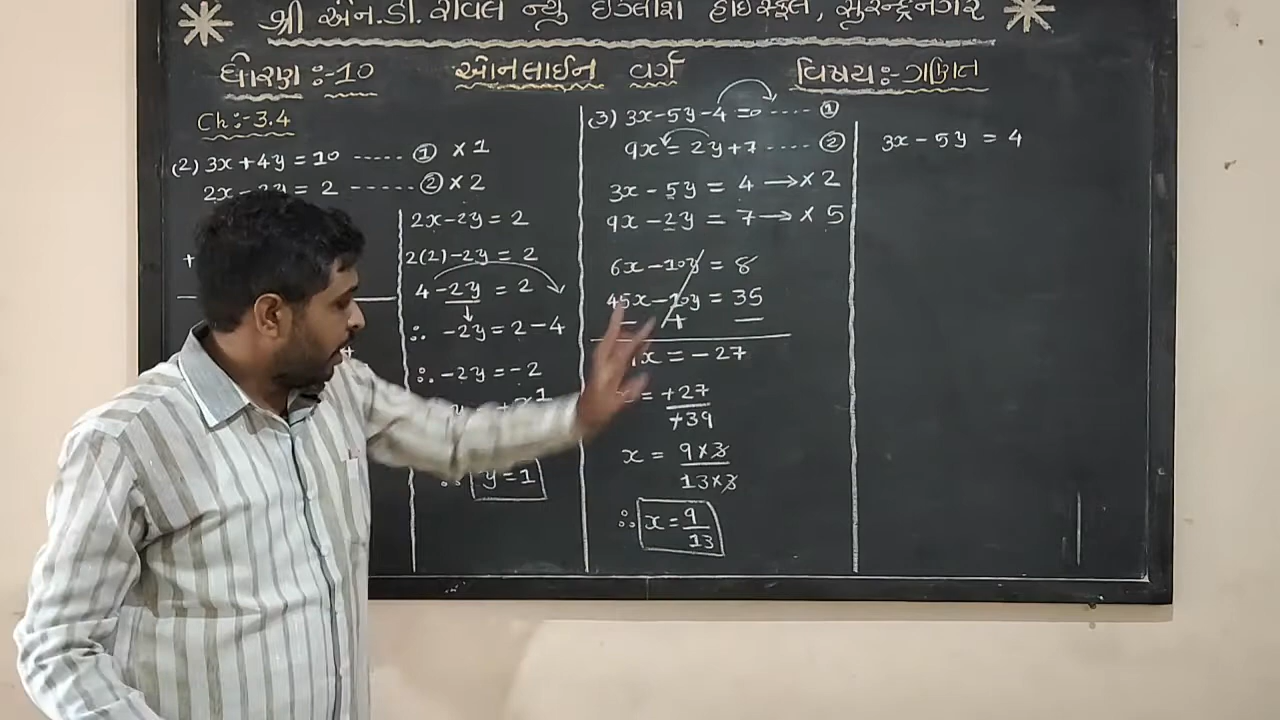 શ્રી એન.ડી. રાવલ ન્યુ ઇંગ્લીશ હાઇસ્કૂલ, સુરેન્દ્રનગર
ધોરણ :- 10 ઓનલાઈન વર્ગ વિષય:- ગણિત
Ch:- 3.4
(2) 3x + 4y = 10 ----- ① × 1
2x - 2y = 2 ----- ② × 2
+
2x - 2y = 2
2(2) - 2y = 2
4 - 2y = 2
∴ -2y = 2 - 4
∴ -2y = -2
∴ y = 1
(3) 3x - 5y - 4 = 0 ---- ①
9x = 2y + 7 ---- ②
3x - 5y = 4 → × 2
9x - 2y = 7 → × 5
6x - 10y = 8
45x - 10y = 35
- + -
x = -27
= +27
+39
x = 9 × 3
13 × 3
∴ x = 9
13
3x - 5y = 4